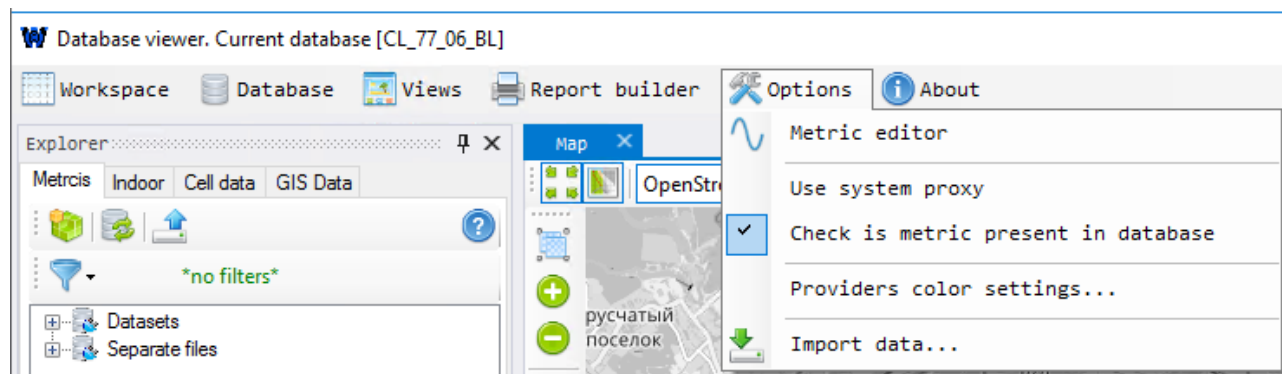 Database viewer. Current database [CL_77_06_BL]
Workspace Database Views Report builder Options About
Explorer
Metrcis Indoor Cell data GIS Data
*no filters*
Datasets
Separate files
Map
OpenStr
русчатый
поселок
Metric editor
Use system proxy
Check is metric present in database
Providers color settings...
Import data...